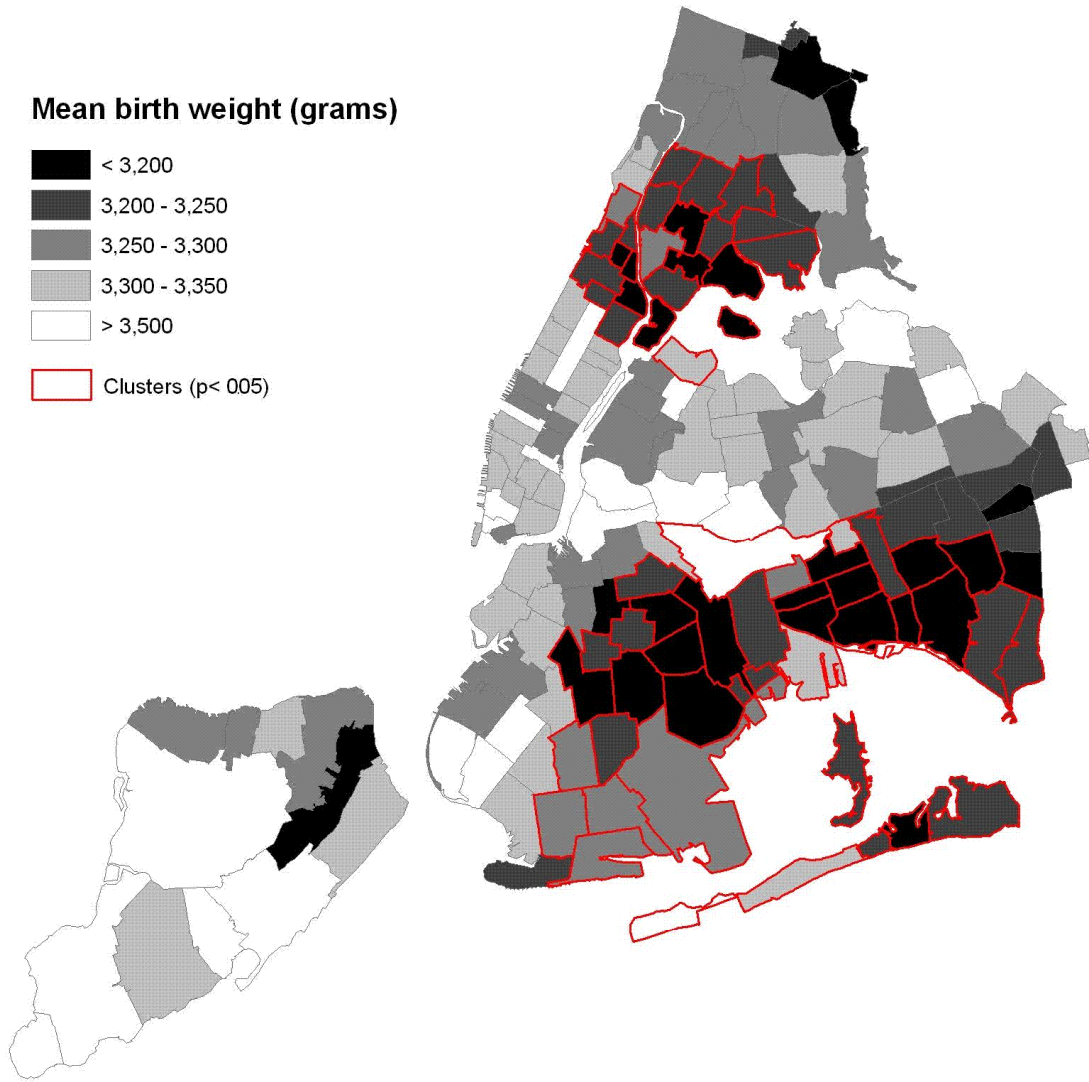 Mean birth weight (grams)
< 3,200
3,200 - 3,250
3,250 - 3,300
3,300 - 3,350
> 3,500
Clusters (p< 005)